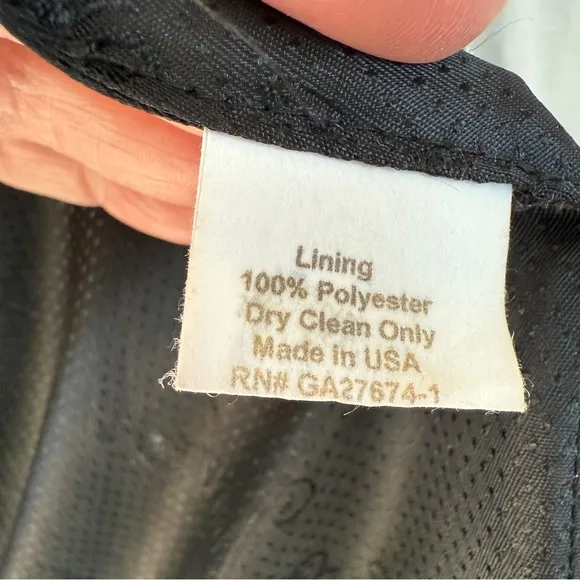 Lining
100% Polyester
Dry Clean Only
Made in USA
RN# GA27674-1